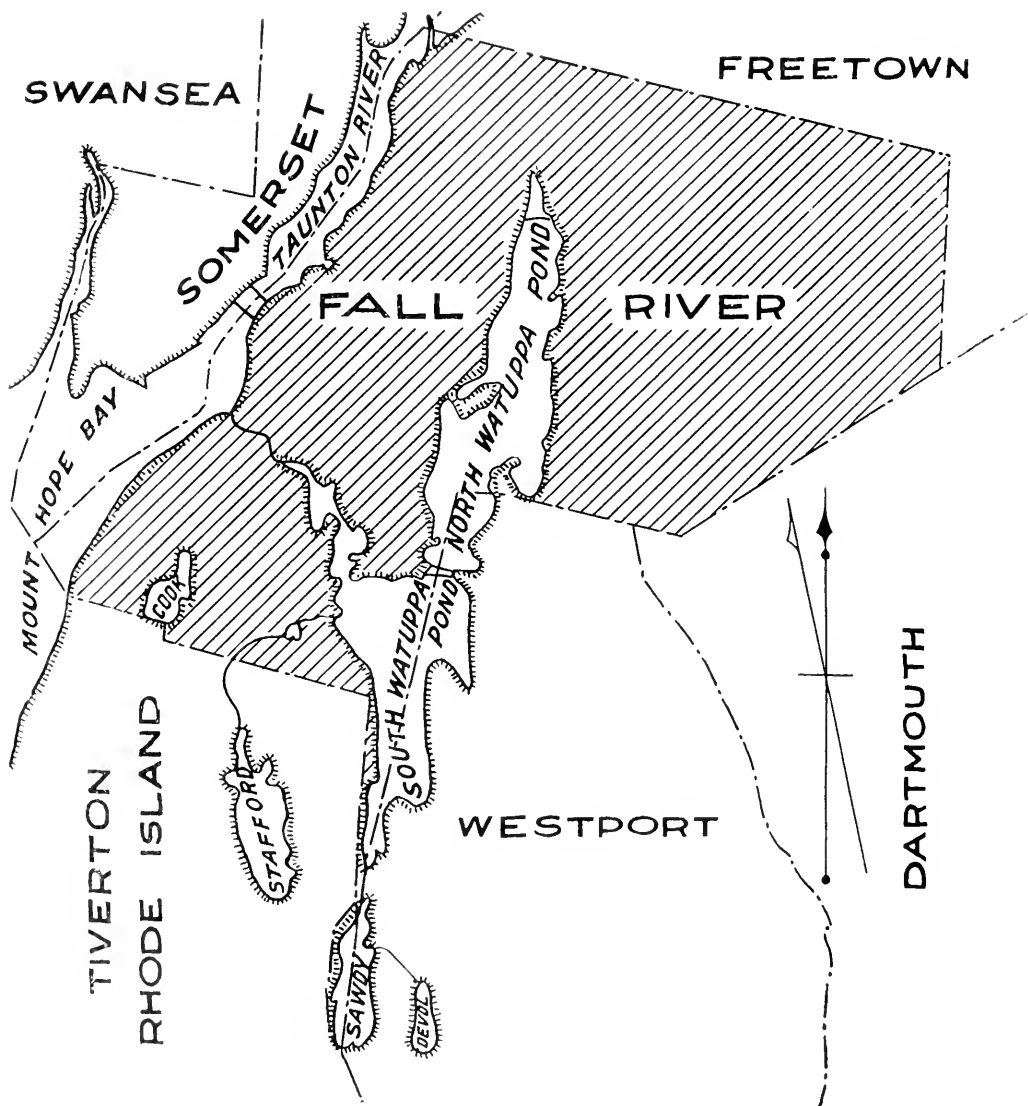 SWANSEA
FREETOWN
SOMERSET
TAUNTON RIVER
FALL RIVER
NORTH WATUPPA POND
MOUNT HOPE BAY
COOK
SOUTH WATUPPA POND
STAFFORD
WESTPORT
DARTMOUTH
TIVERTON
RHODE ISLAND
SAWDY
DEVOL